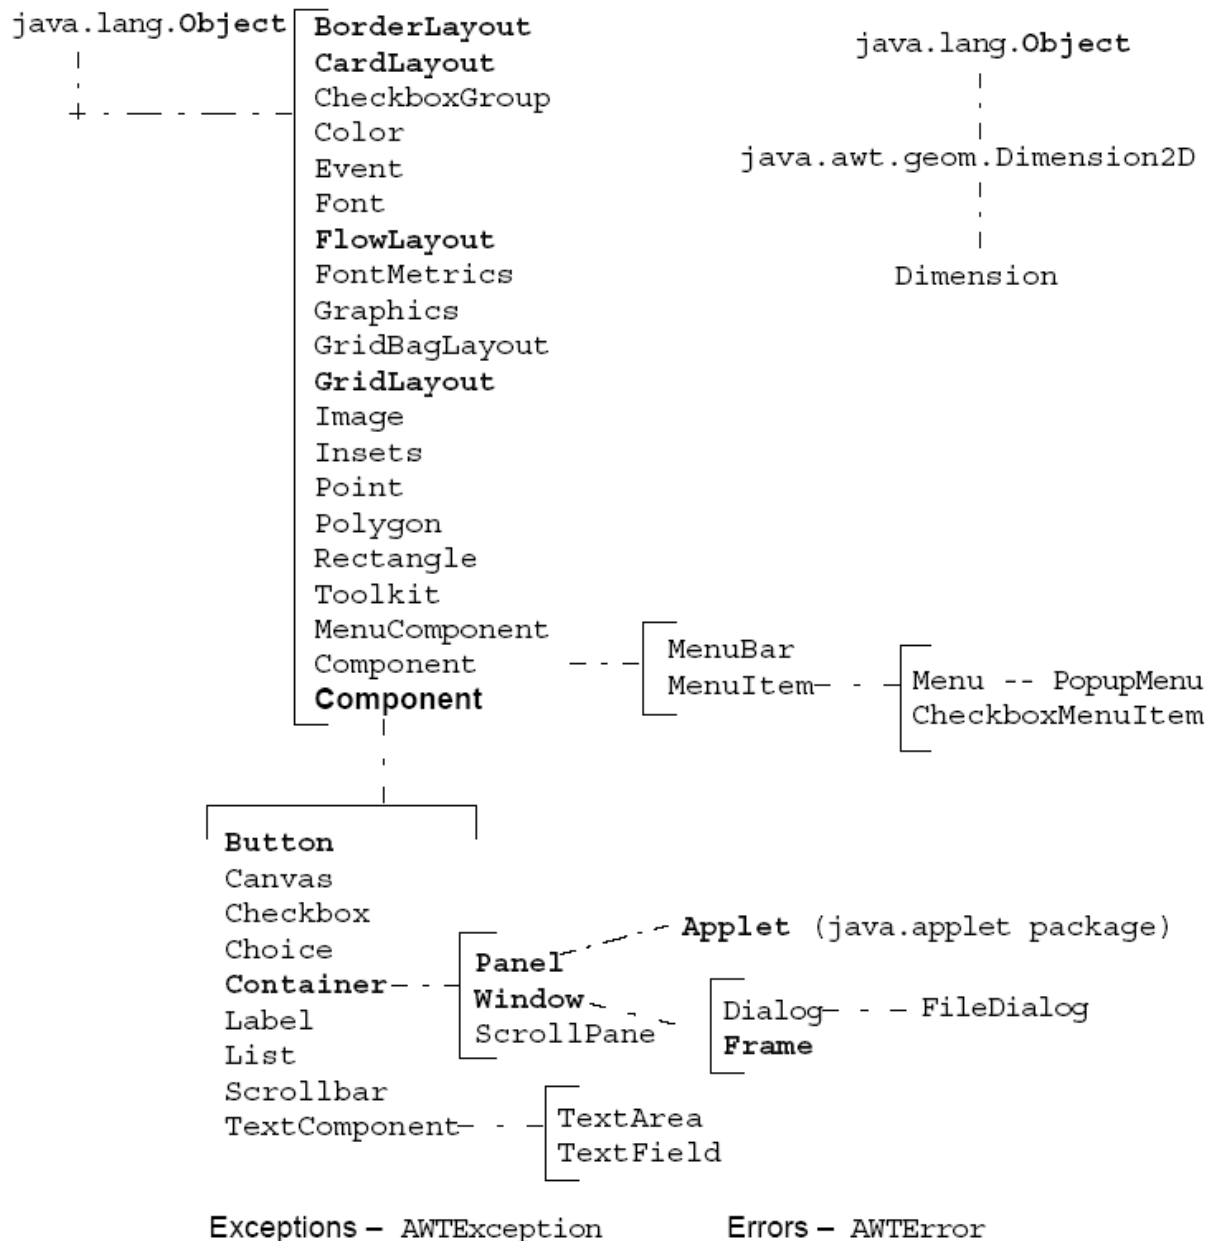 java.lang.Object
BorderLayout
CardLayout
CheckboxGroup
Color
Event
Font
FlowLayout
FontMetrics
Graphics
GridBagLayout
GridLayout
Image
Insets
Point
Polygon
Rectangle
Toolkit
MenuComponent
Component
Component
java.lang.Object
java.awt.geom.Dimension2D
Dimension
MenuBar
MenuItem
Menu -- PopupMenu
CheckboxMenuItem
Button
Canvas
Checkbox
Choice
Container
Label
List
Scrollbar
TextComponent
Panel
Window
ScrollPane
Applet (java.applet package)
Dialog
Frame
FileDialog
TextArea
TextField
Exceptions – AWTException
Errors – AWTError